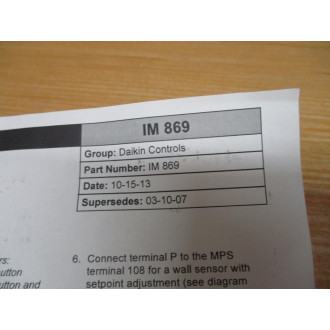 IM 869
Group: Daikin Controls
Part Number: IM 869
Date: 10-15-13
Supersedes: 03-10-07
6. Connect terminal P to the MPS
terminal 108 for a wall sensor with
setpoint adjustment (see diagram
rs:
utton
utton and